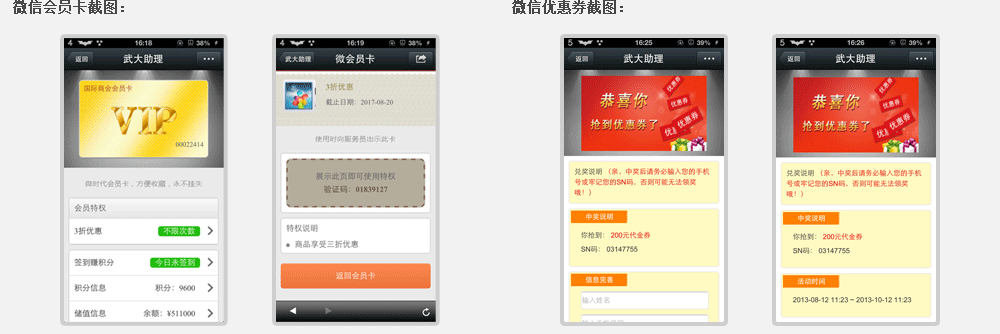 微信会员卡截图：
4 16:18 38%
返回 武大助理
国际商会会员卡
VIP
00022414
微时代会员卡，方便收藏，永不挂失
会员特权
3折优惠 不限次数
签到赚积分 今日未签到
积分信息 积分：9600
储值信息 余额：¥511000
4 16:19 38%
武大助理 微会员卡
3折优惠
截止日期：2017-08-20
使用时向服务员出示此卡
展示此页即可使用特权
验证码：01839127
特权说明
商品享受三折优惠
返回会员卡
微信优惠券截图：
5 16:25 39%
返回 武大助理
恭喜你
抢到优惠券了
优惠券
优惠券
优惠券
兑奖说明（亲，中奖后请务必输入您的手机
号或牢记您的SN码，否则可能无法领奖
哦！）
中奖说明
你抢到：200元代金券
SN码：03147755
信息完善
输入姓名
5 16:26 39%
返回 武大助理
恭喜你
抢到优惠券了
优惠券
优惠券
优惠券
兑奖说明（亲，中奖后请务必输入您的手机
号或牢记您的SN码，否则可能无法领奖
哦！）
中奖说明
你抢到：200元代金券
SN码：03147755
活动时间
2013-08-12 11:23 ~ 2013-10-12 11:23